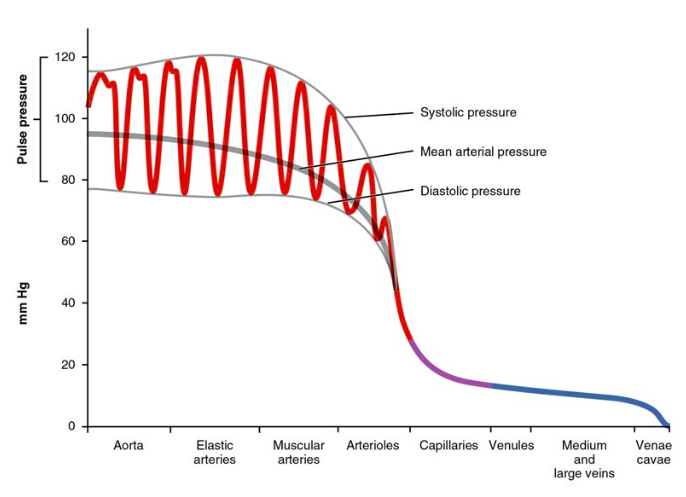 Pulse pressure
mm Hg
120
100
80
60
40
20
0
Systolic pressure
Mean arterial pressure
Diastolic pressure
Aorta
Elastic
arteries
Muscular
arteries
Arterioles
Capillaries
Venules
Medium
and
large veins
Venae
cavae